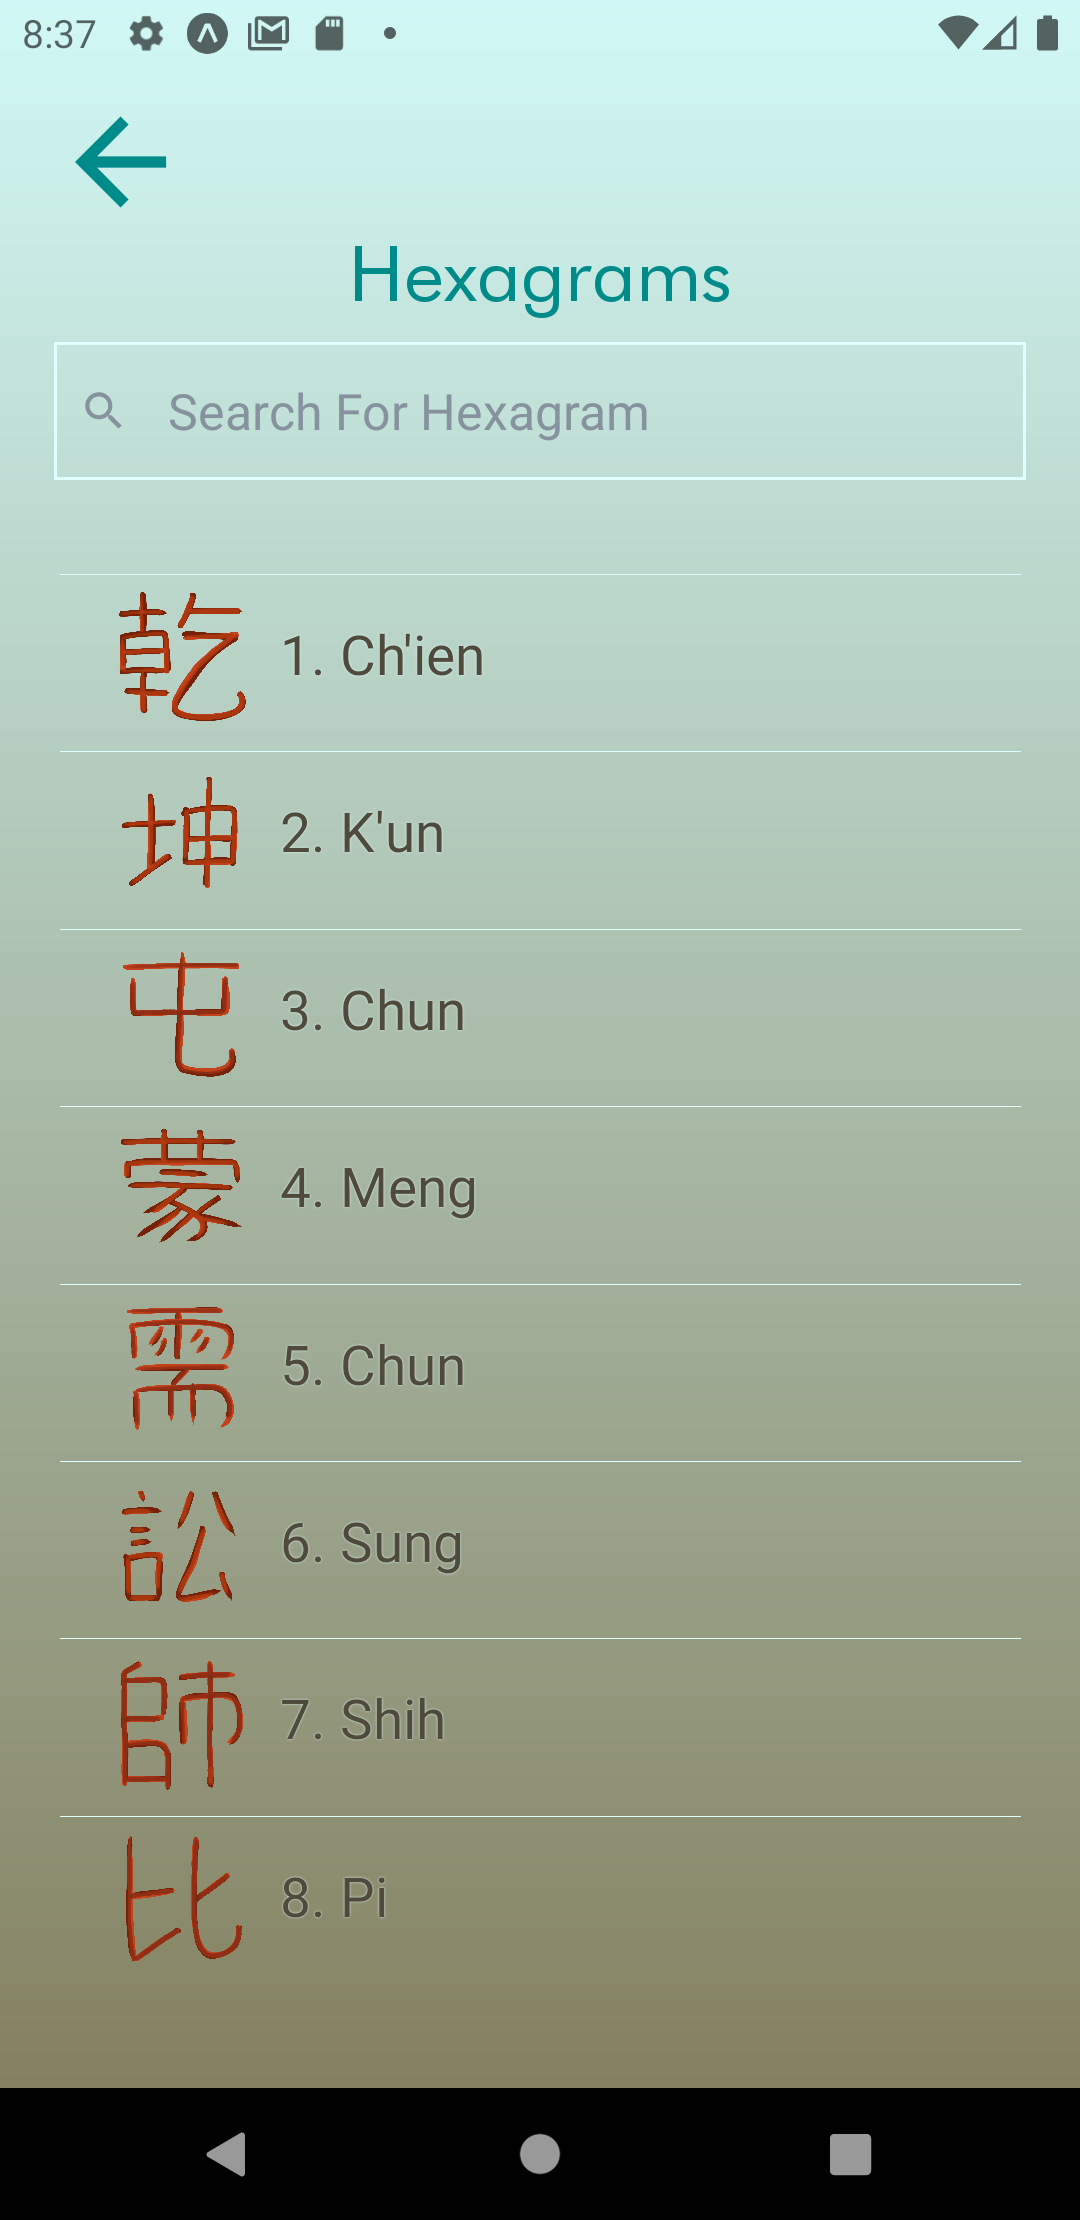 8:37
Hexagrams
Search For Hexagram
乾 1. Ch'ien
坤 2. K'un
屯 3. Chun
蒙 4. Meng
需 5. Chun
訟 6. Sung
師 7. Shih
比 8. Pi